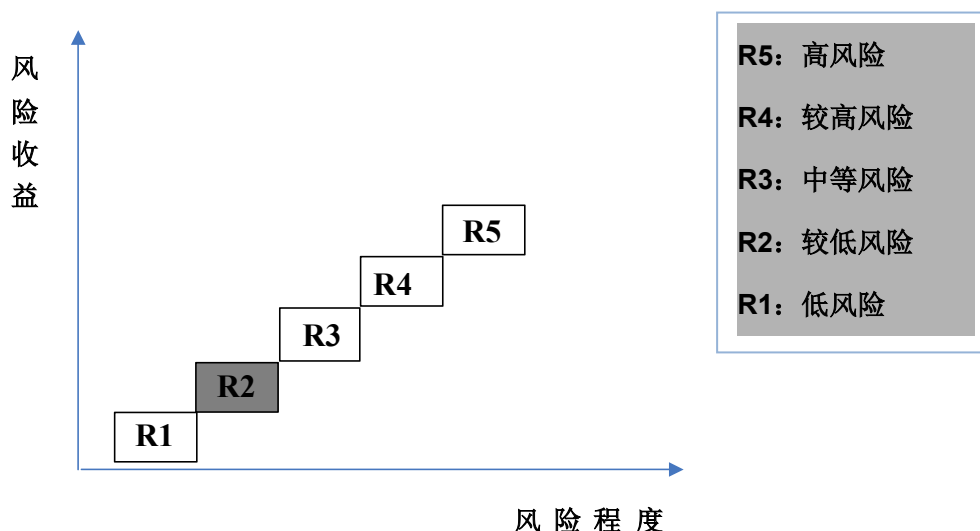 风
险
收
益
R5
R4
R3
R2
R1
风 险 程 度
R5：高风险
R4：较高风险
R3：中等风险
R2：较低风险
R1：低风险